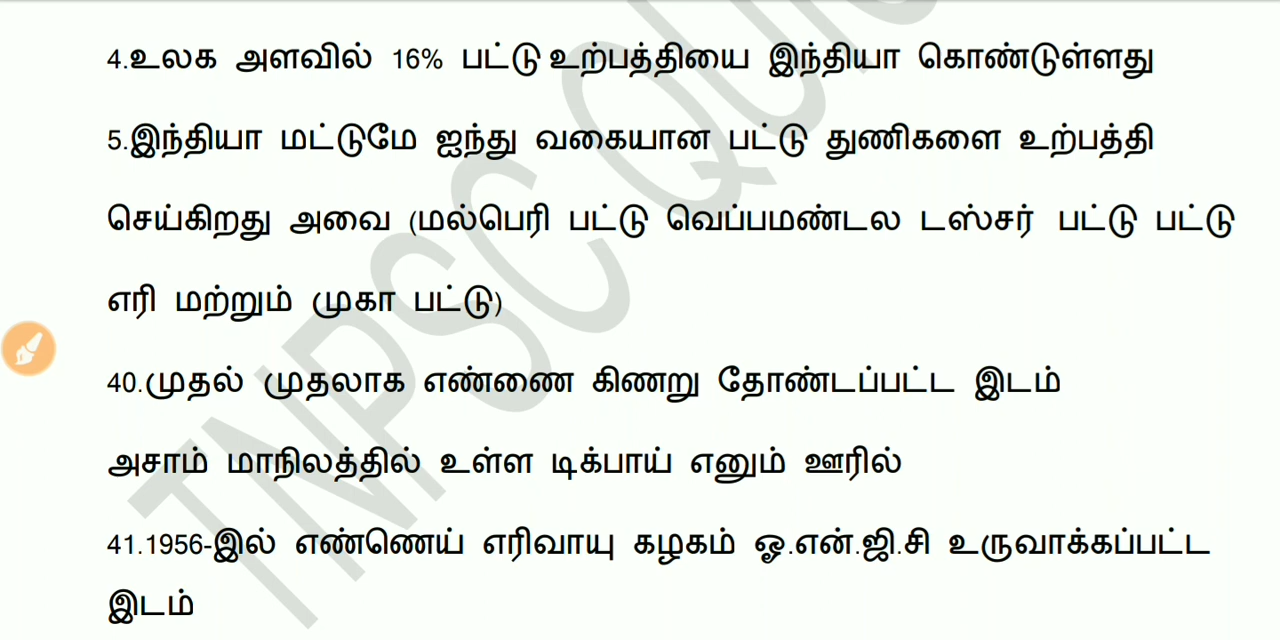 4.உலக அளவில் 16% பட்டு உற்பத்தியை இந்தியா கொண்டுள்ளது
5.இந்தியா மட்டுமே ஐந்து வகையான பட்டு துணிகளை உற்பத்தி
செய்கிறது அவை (மல்பெரி பட்டு வெப்பமண்டல டஸ்சர் பட்டு பட்டு
எரி மற்றும் முகா பட்டு)
40.முதல் முதலாக எண்ணை கிணறு தோண்டப்பட்ட இடம்
அசாம் மாநிலத்தில் உள்ள டிக்பாய் எனும் ஊரில்
41.1956-இல் எண்ணெய் எரிவாயு கழகம் ஓ.என்.ஜி.சி உருவாக்கப்பட்ட
இடம்
TNPSC